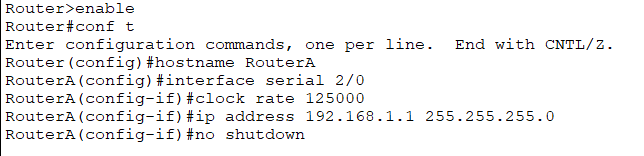 Router>enable
Router#conf t
Enter configuration commands, one per line.  End with CNTL/Z.
Router(config)#hostname RouterA
RouterA(config)#interface serial 2/0
RouterA(config-if)#clock rate 125000
RouterA(config-if)#ip address 192.168.1.1 255.255.255.0
RouterA(config-if)#no shutdown